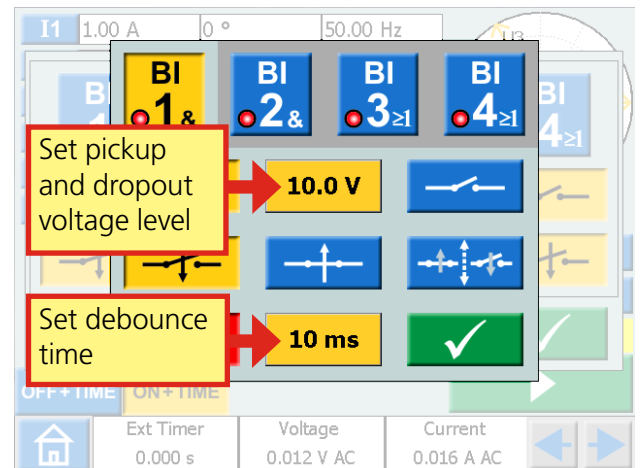 I1 1.00 A 0 ° 50.00 Hz U3
BI BI BI BI
1 & 2 & 3 ≥1 4 ≥1
B BI
4 ≥1
Set pickup
and dropout
voltage level
10.0 V
Set debounce
time
10 ms
OFF+TIME ON+TIME
Ext Timer Voltage Current
0.000 s 0.012 V AC 0.016 A AC